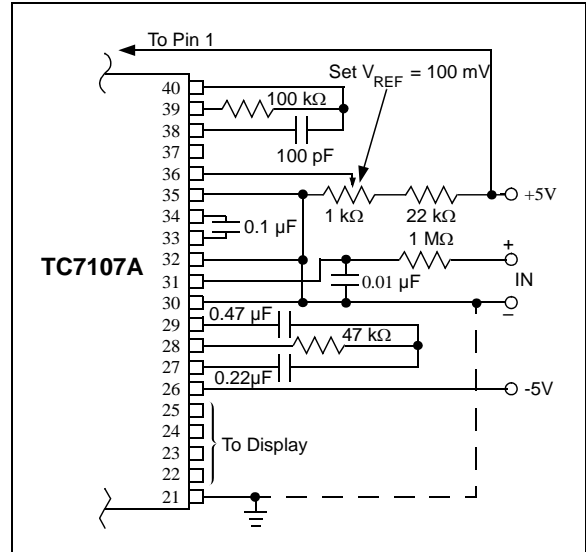 To Pin 1
Set VREF = 100 mV
40
39
100 kΩ
38
100 pF
37
36
35
+5V
1 kΩ
22 kΩ
34
0.1 µF
33
1 MΩ
TC7107A
32
+
31
0.01 µF
IN
30
–
29
0.47 µF
28
47 kΩ
27
0.22µF
26
-5V
25
24
To Display
23
22
21